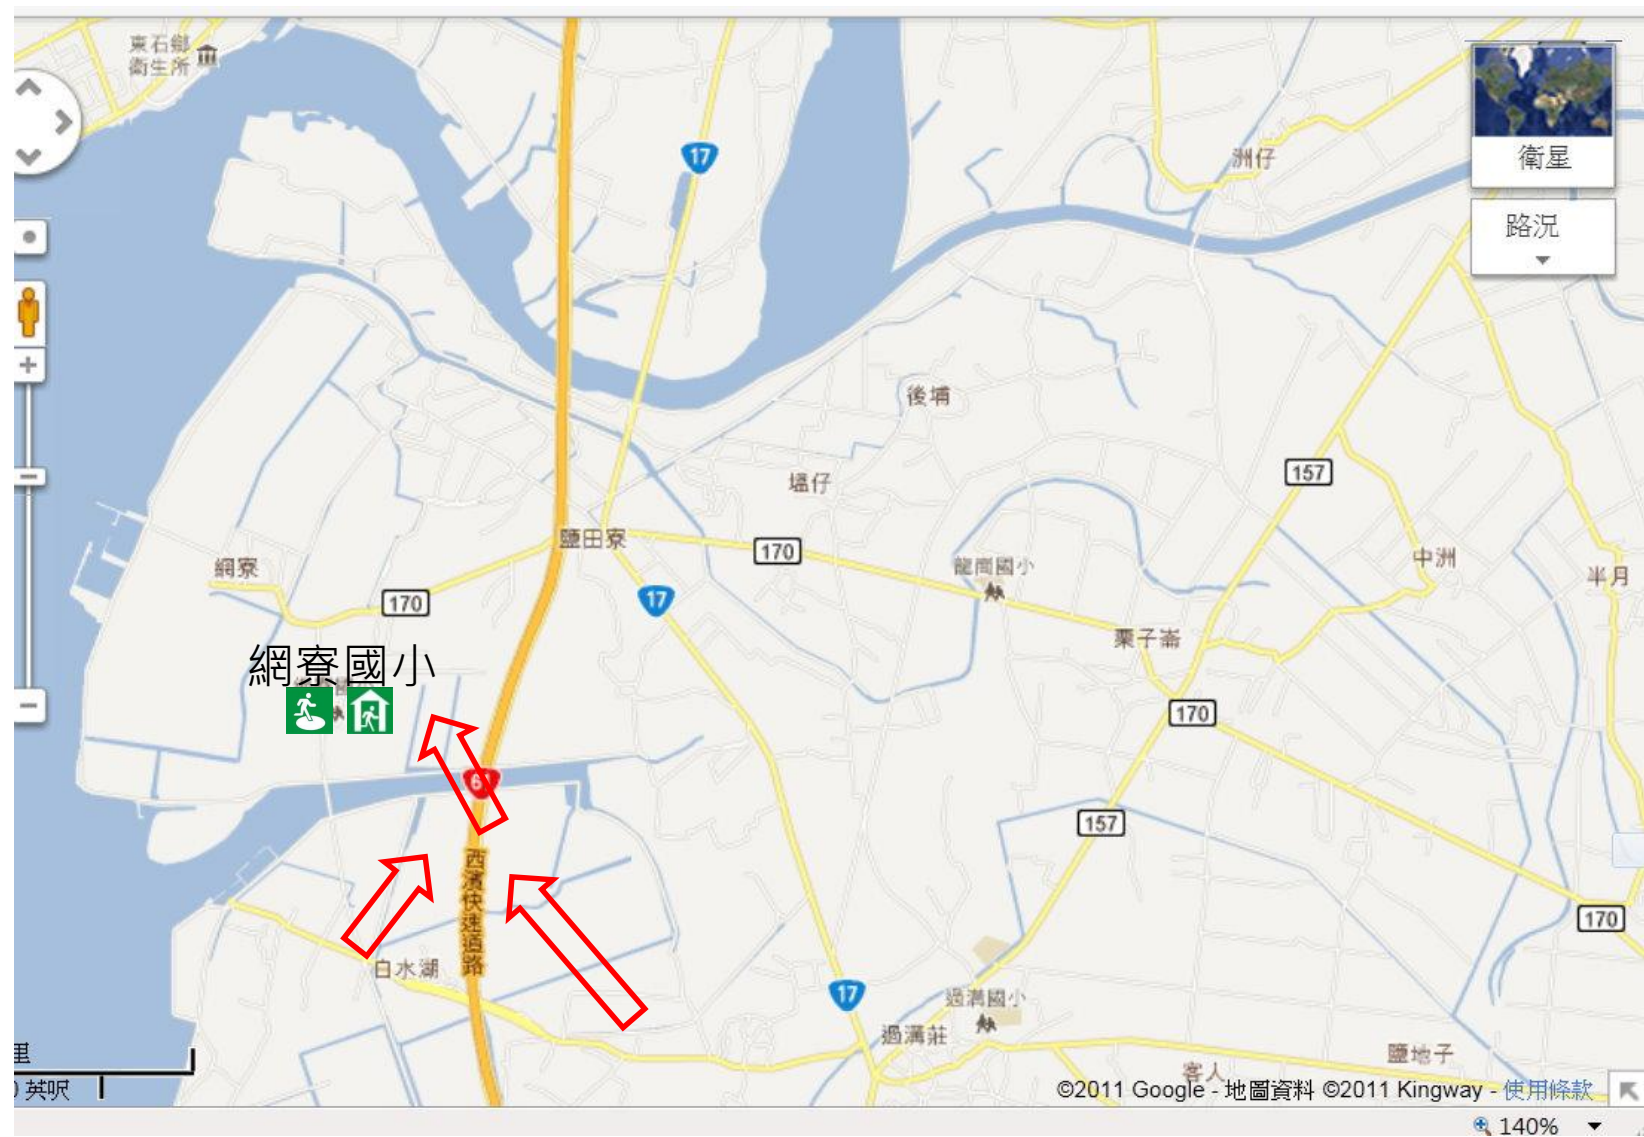 東石鄉
衛生所
17
洲仔
衛星
路況
後埔
157
塭仔
鹽田寮
170
龍崗國小
中洲
半月
網寮
170
17
栗子崙
網寮國小
170
157
西濱快速道路
170
白水湖
17
過溝國小
過溝莊
鹽地子
客人
里
英呎
©2011 Google - 地圖資料 ©2011 Kingway - 使用條款
140%